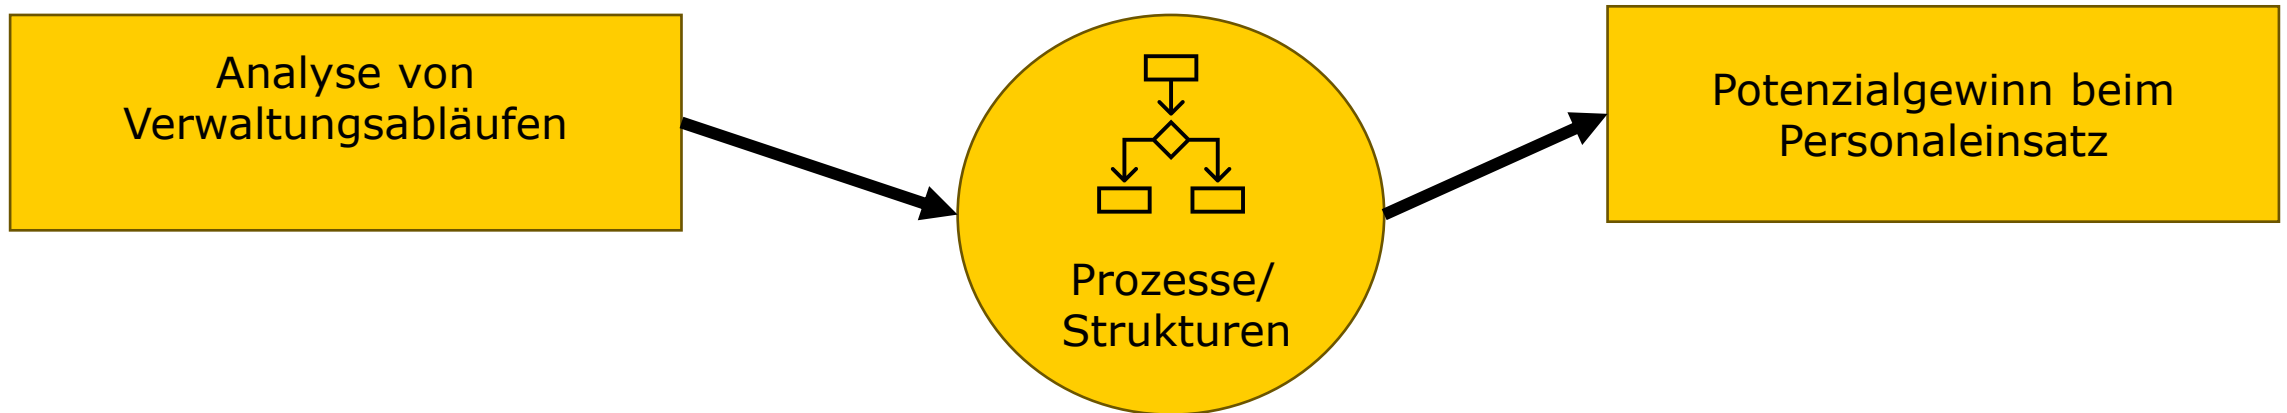 Analyse von
Verwaltungsabläufen
Prozesse/
Strukturen
Potenzialgewinn beim
Personaleinsatz